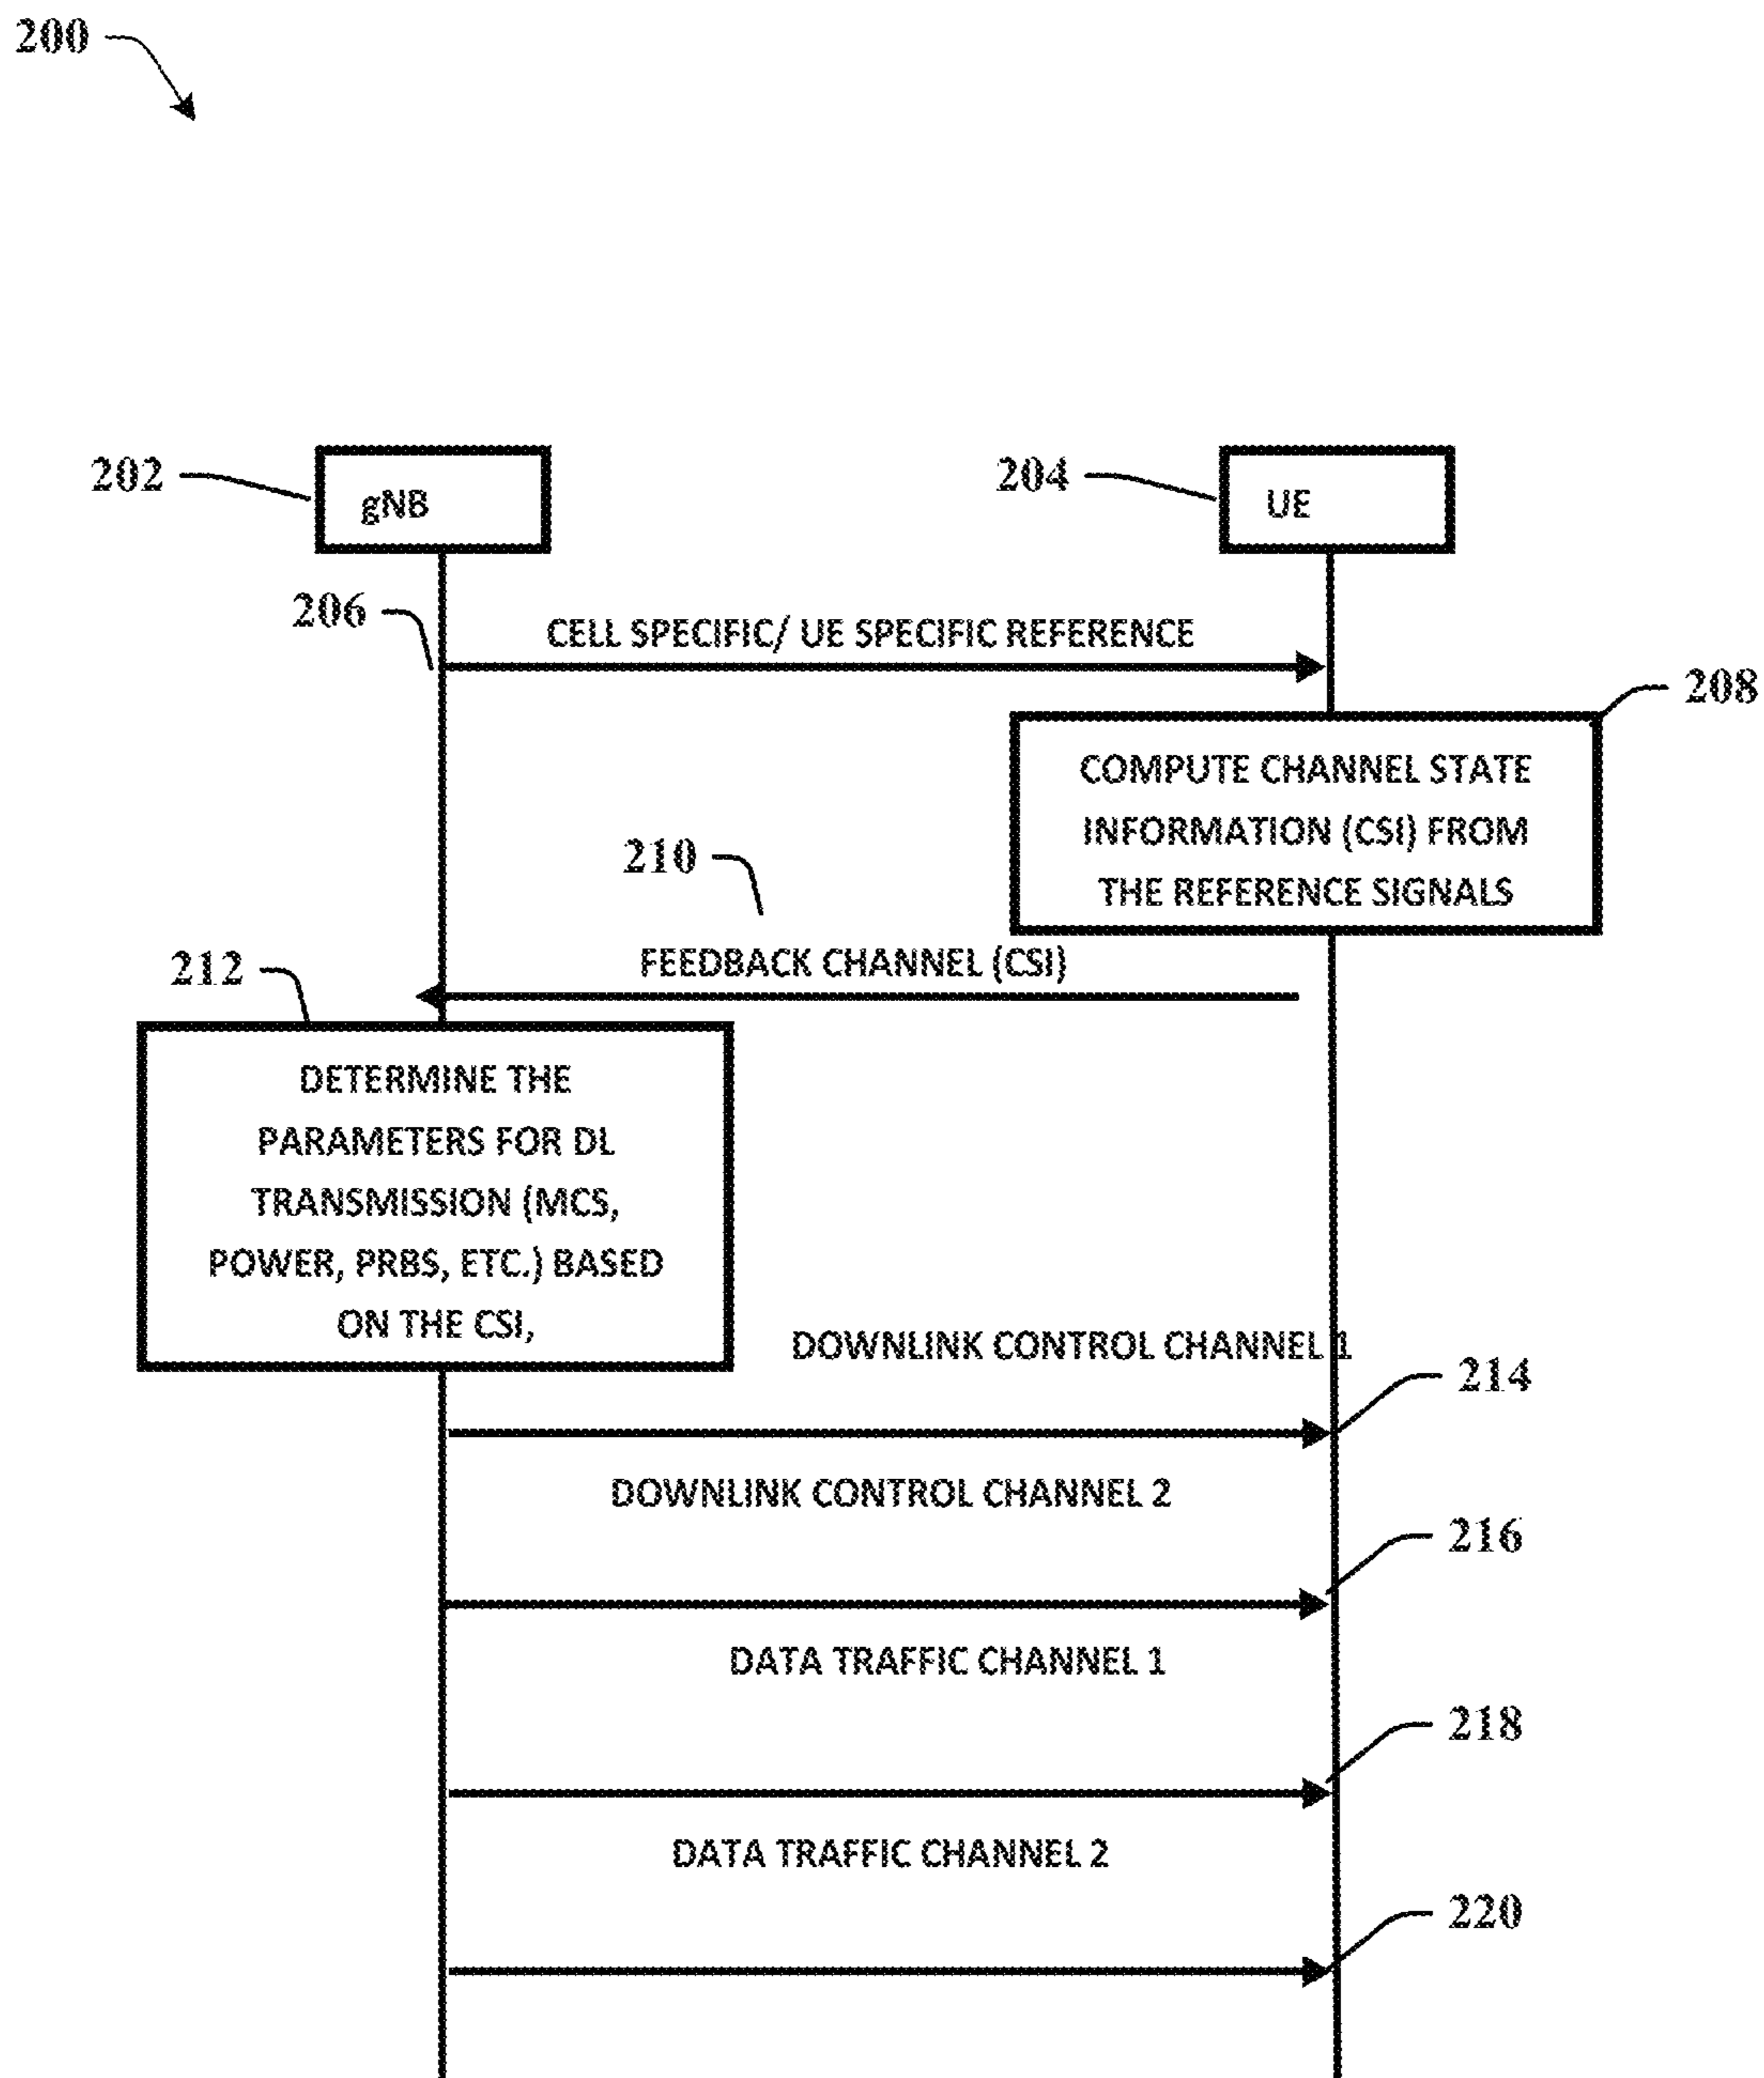 200
202
gNB
204
UE
206
CELL SPECIFIC/ UE SPECIFIC REFERENCE
208
COMPUTE CHANNEL STATE
INFORMATION (CSI) FROM
THE REFERENCE SIGNALS
210
FEEDBACK CHANNEL (CSI)
212
DETERMINE THE
PARAMETERS FOR DL
TRANSMISSION (MCS,
POWER, PRBS, ETC.) BASED
ON THE CSI,
DOWNLINK CONTROL CHANNEL 1
214
DOWNLINK CONTROL CHANNEL 2
216
DATA TRAFFIC CHANNEL 1
218
DATA TRAFFIC CHANNEL 2
220